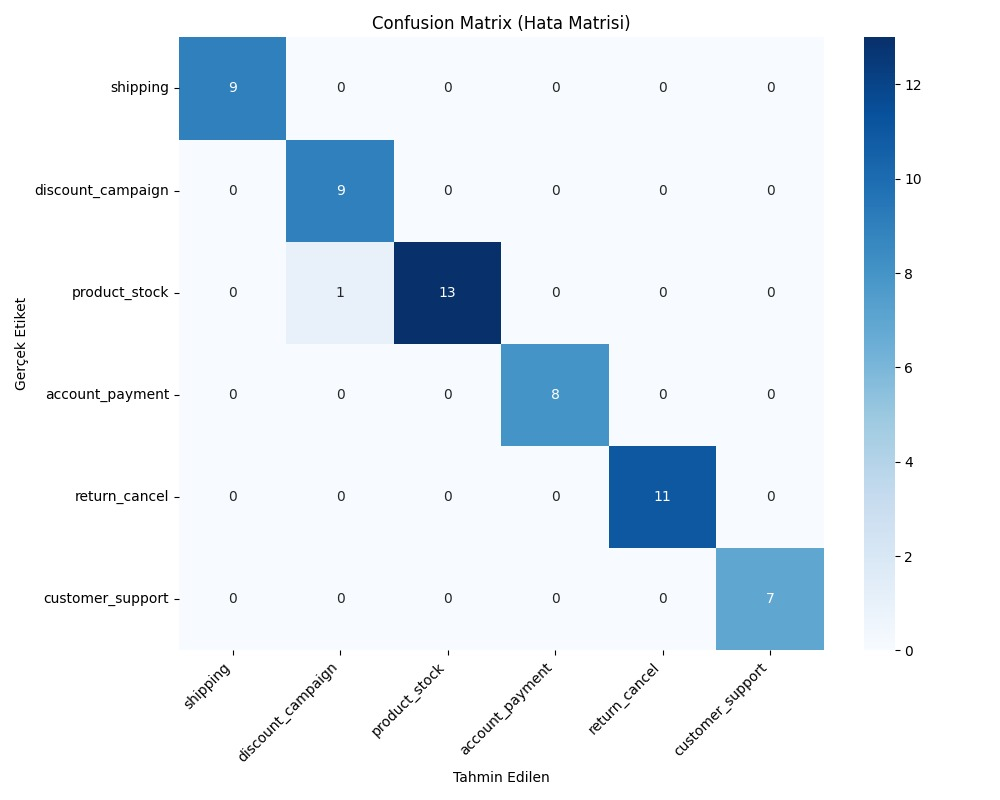 Confusion Matrix (Hata Matrisi)
shipping 9 0 0 0 0 0
discount_campaign 0 9 0 0 0 0
product_stock 0 1 13 0 0 0
account_payment 0 0 0 8 0 0
return_cancel 0 0 0 0 11 0
customer_support 0 0 0 0 0 7
Gerçek Etiket
shipping
discount_campaign
product_stock
account_payment
return_cancel
customer_support
Tahmin Edilen
12
10
8
6
4
2
0